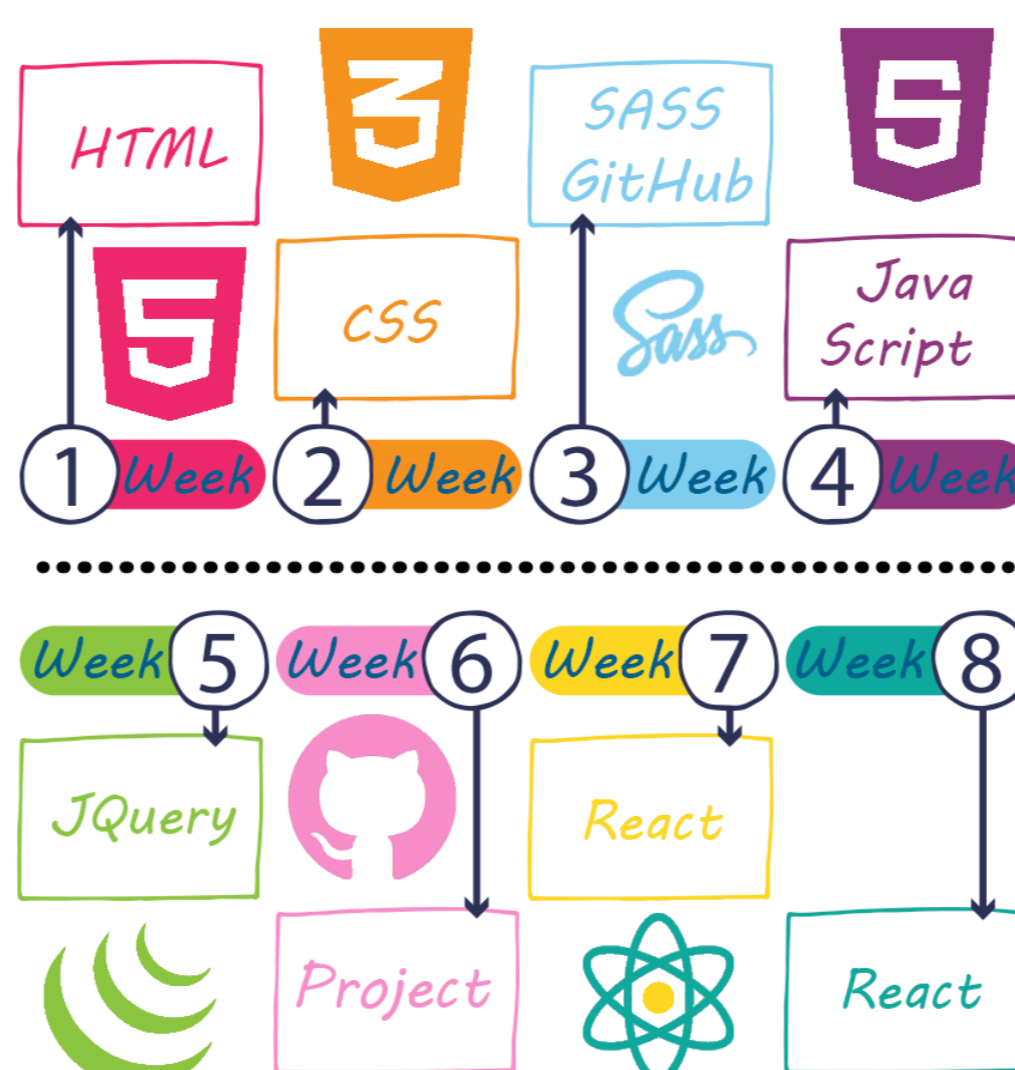 HTML
SASS
GitHub
CSS
Sass
Java
Script
1 Week
2 Week
3 Week
4 Week
Week 5
Week 6
Week 7
Week 8
JQuery
React
Project
React